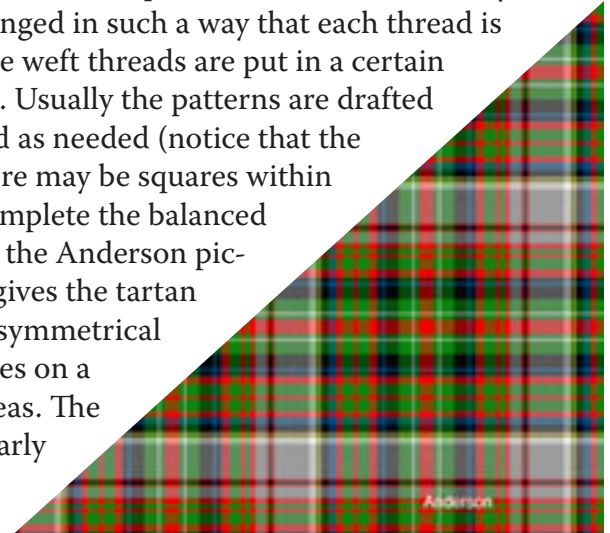 nged in such a way that each thread is
e weft threads are put in a certain
. Usually the patterns are drafted
d as needed (notice that the
re may be squares within
mplete the balanced
the Anderson pic-
gives the tartan
symmetrical
es on a
eas. The
arly
Anderson